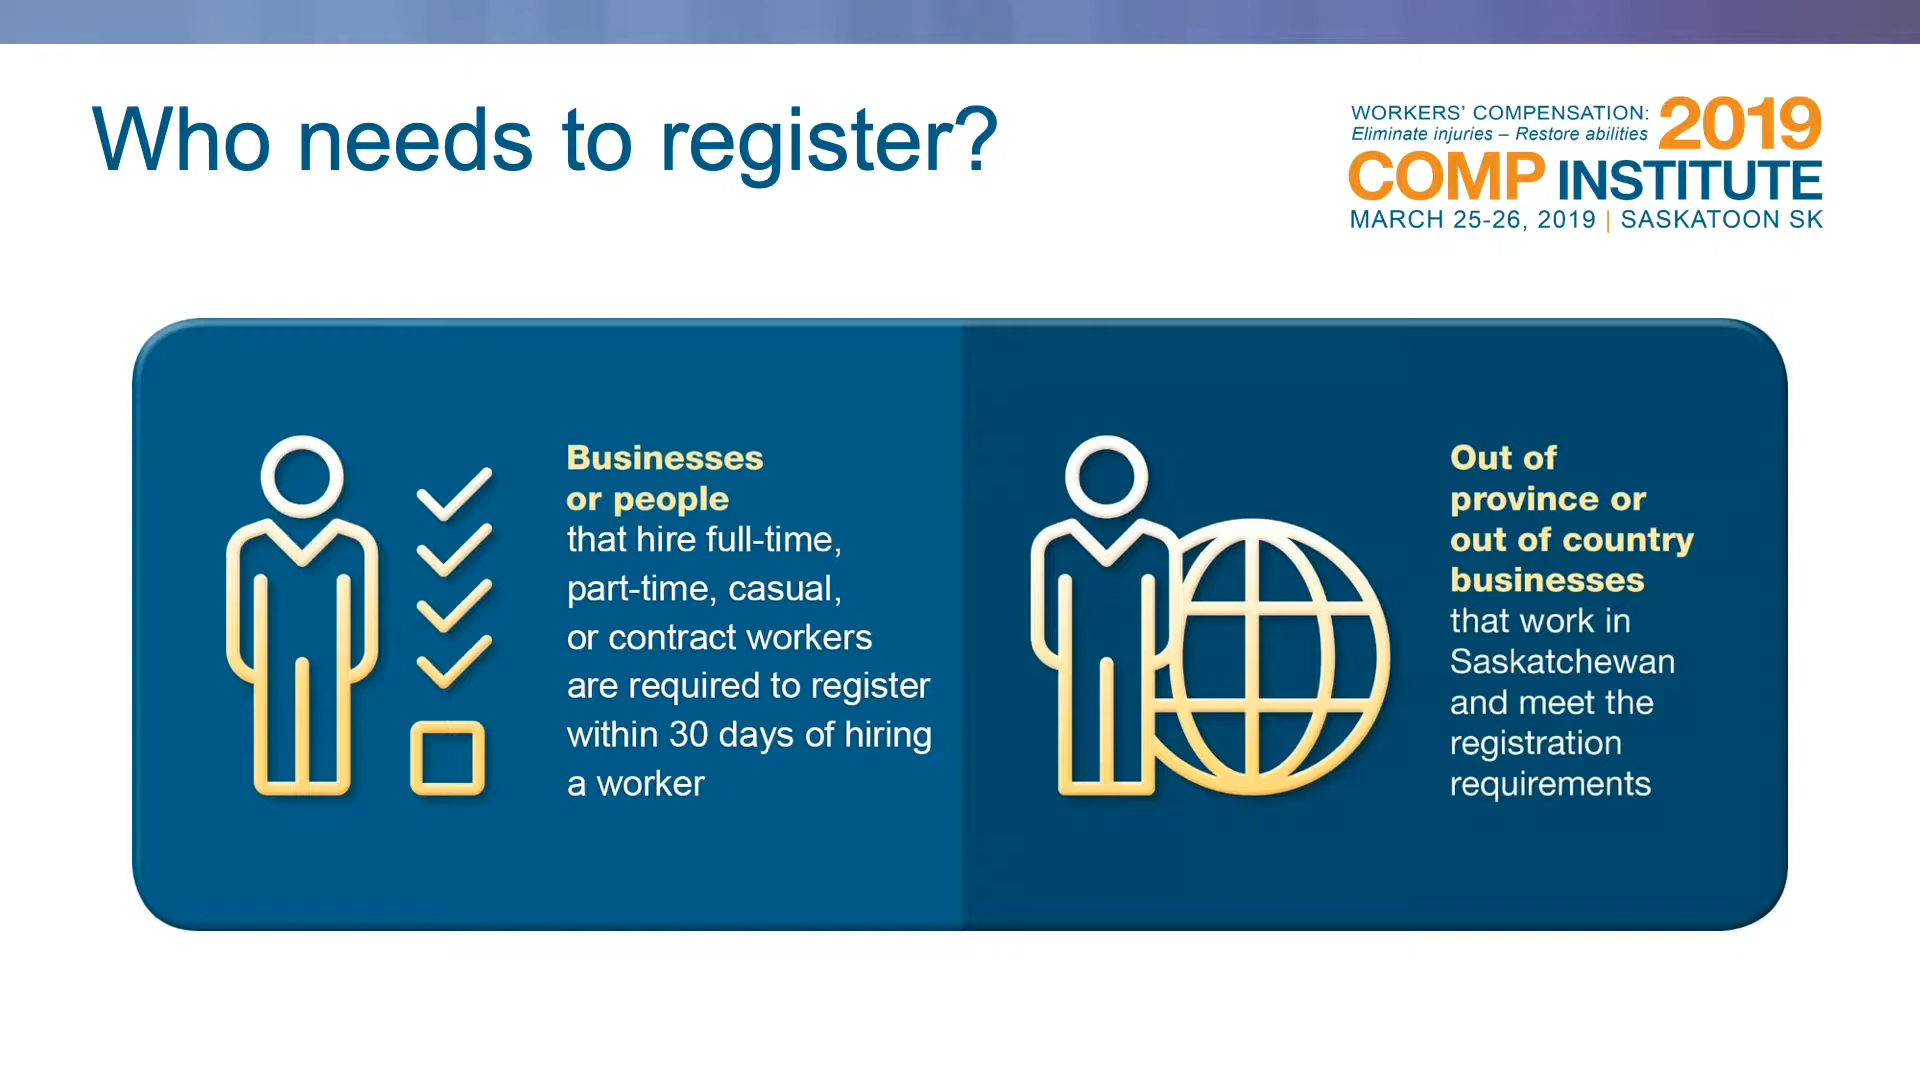 Who needs to register?
WORKERS' COMPENSATION:
Eliminate injuries – Restore abilities
2019
COMP INSTITUTE
MARCH 25-26, 2019 | SASKATOON SK
Businesses
or people
that hire full-time,
part-time, casual,
or contract workers
are required to register
within 30 days of hiring
a worker
Out of
province or
out of country
businesses
that work in
Saskatchewan
and meet the
registration
requirements